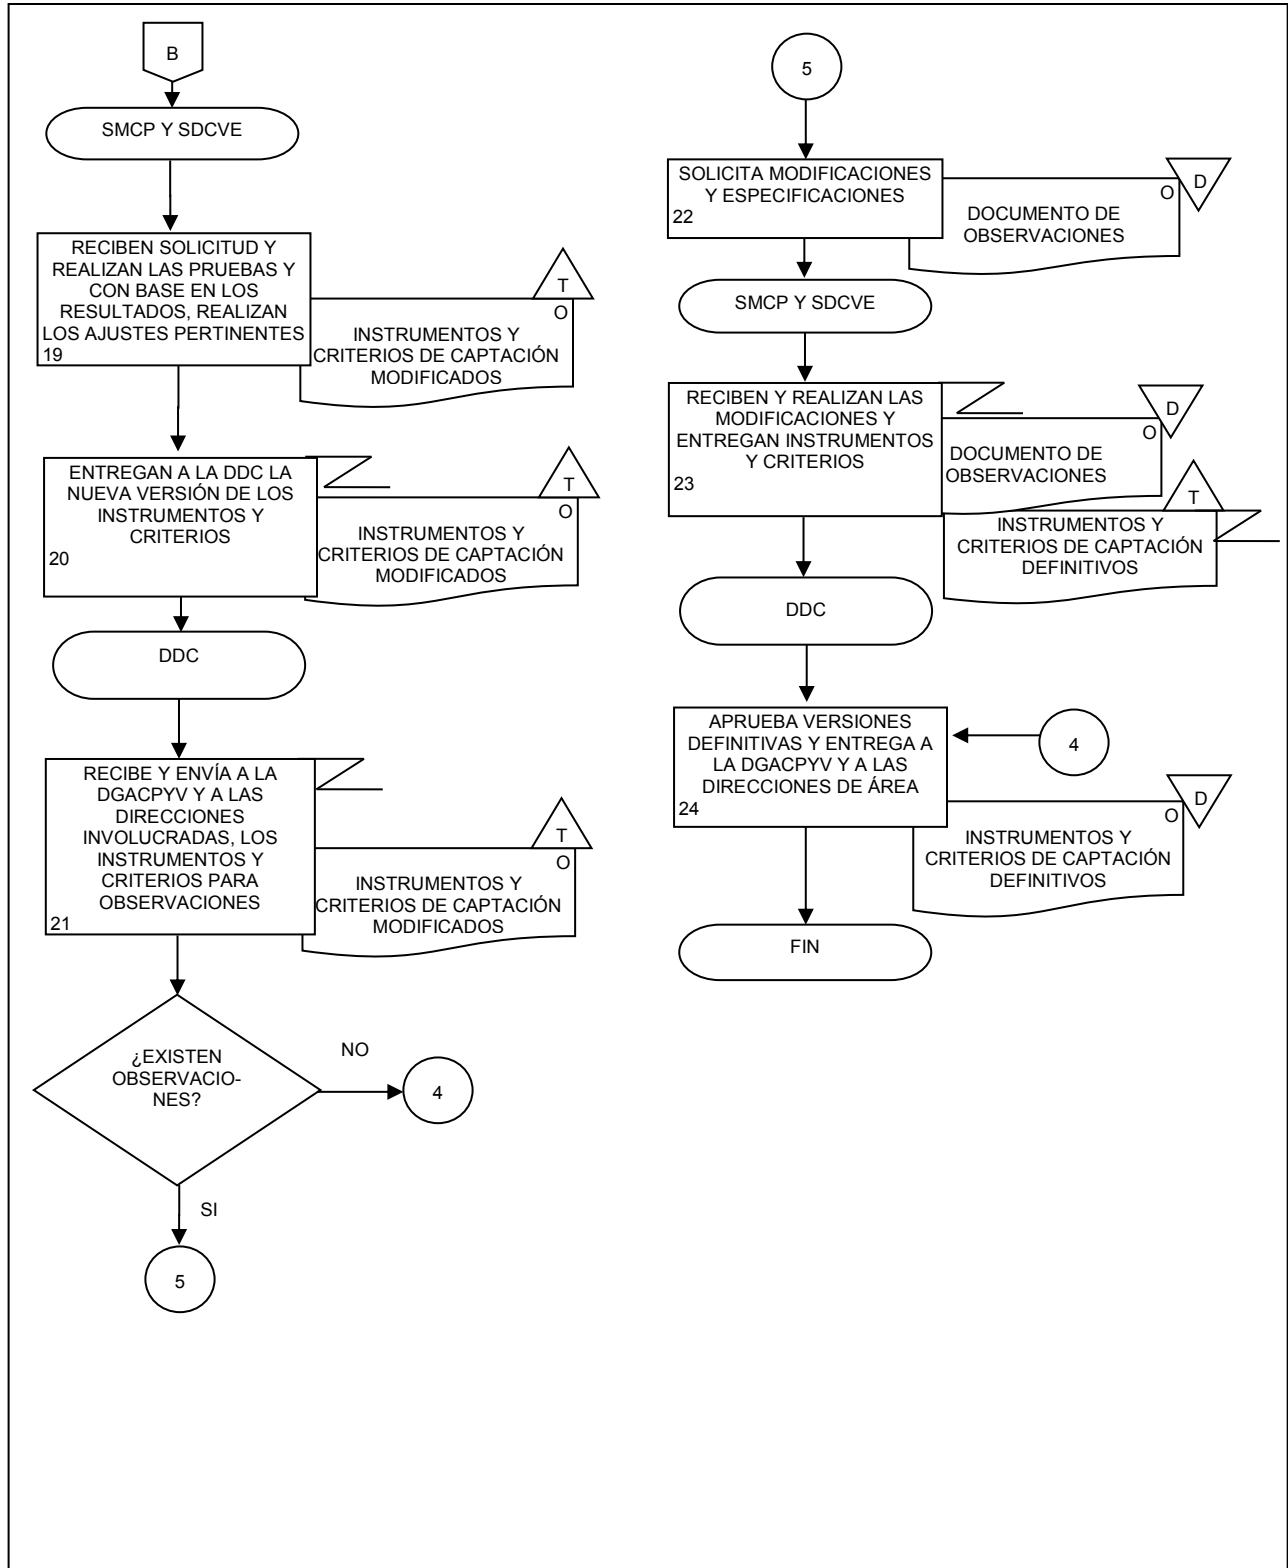 B
SMCP Y SDCVE
RECIBEN SOLICITUD Y
REALIZAN LAS PRUEBAS Y
CON BASE EN LOS
RESULTADOS, REALIZAN
LOS AJUSTES PERTINENTES
19
T
O
INSTRUMENTOS Y
CRITERIOS DE CAPTACIÓN
MODIFICADOS
ENTREGAN A LA DDC LA
NUEVA VERSIÓN DE LOS
INSTRUMENTOS Y
CRITERIOS
20
T
O
INSTRUMENTOS Y
CRITERIOS DE CAPTACIÓN
MODIFICADOS
DDC
RECIBE Y ENVÍA A LA
DGACPYV Y A LAS
DIRECCIONES
INVOLUCRADAS, LOS
INSTRUMENTOS Y
CRITERIOS PARA
OBSERVACIONES
21
T
O
INSTRUMENTOS Y
CRITERIOS DE CAPTACIÓN
MODIFICADOS
¿EXISTEN
OBSERVACIO-
NES?
NO
4
SI
5
5
SOLICITA MODIFICACIONES
Y ESPECIFICACIONES
22
D
O
DOCUMENTO DE
OBSERVACIONES
SMCP Y SDCVE
RECIBEN Y REALIZAN LAS
MODIFICACIONES Y
ENTREGAN INSTRUMENTOS
Y CRITERIOS
23
D
O
DOCUMENTO DE
OBSERVACIONES
T
INSTRUMENTOS Y
CRITERIOS DE CAPTACIÓN
DEFINITIVOS
DDC
APRUEBA VERSIONES
DEFINITIVAS Y ENTREGA A
LA DGACPYV Y A LAS
DIRECCIONES DE ÁREA
24
4
D
O
INSTRUMENTOS Y
CRITERIOS DE CAPTACIÓN
DEFINITIVOS
FIN